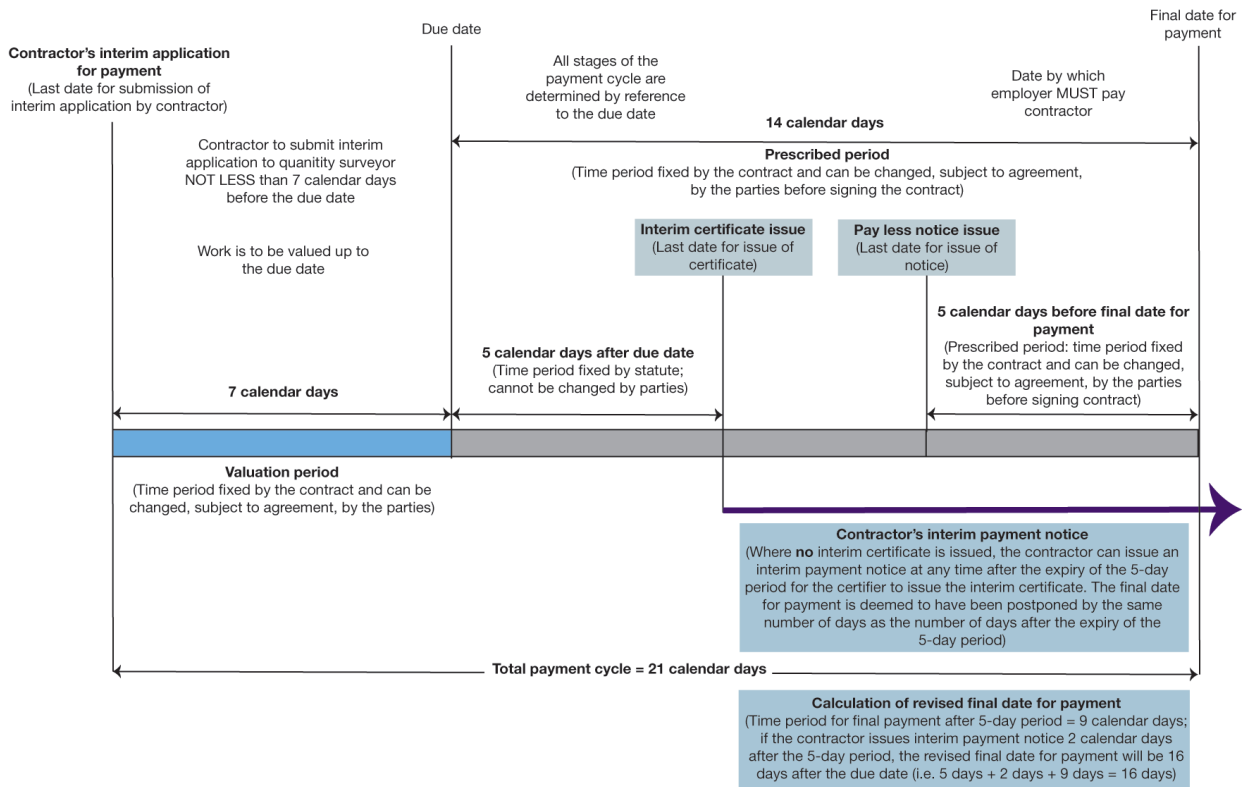 Contractor's interim application
for payment
(Last date for submission of
interim application by contractor)
Due date
Final date for
payment
All stages of the
payment cycle are
determined by reference
to the due date
Date by which
employer MUST pay
contractor
14 calendar days
Contractor to submit interim
application to quanitity surveyor
NOT LESS than 7 calendar days
before the due date
Prescribed period
(Time period fixed by the contract and can be changed, subject to agreement,
by the parties before signing the contract)
Work is to be valued up to
the due date
Interim certificate issue
(Last date for issue of
certificate)
Pay less notice issue
(Last date for issue of
notice)
7 calendar days
5 calendar days after due date
(Time period fixed by statute;
cannot be changed by parties)
5 calendar days before final date for
payment
(Prescribed period: time period fixed
by the contract and can be changed,
subject to agreement, by the parties
before signing contract)
Valuation period
(Time period fixed by the contract and can be
changed, subject to agreement, by the parties)
Contractor's interim payment notice
(Where no interim certificate is issued, the contractor can issue an
interim payment notice at any time after the expiry of the 5-day
period for the certifier to issue the interim certificate. The final date
for payment is deemed to have been postponed by the same
number of days as the number of days after the expiry of the
5-day period)
Total payment cycle = 21 calendar days
Calculation of revised final date for payment
(Time period for final payment after 5-day period = 9 calendar days;
if the contractor issues interim payment notice 2 calendar days
after the 5-day period, the revised final date for payment will be 16
days after the due date (i.e. 5 days + 2 days + 9 days = 16 days)